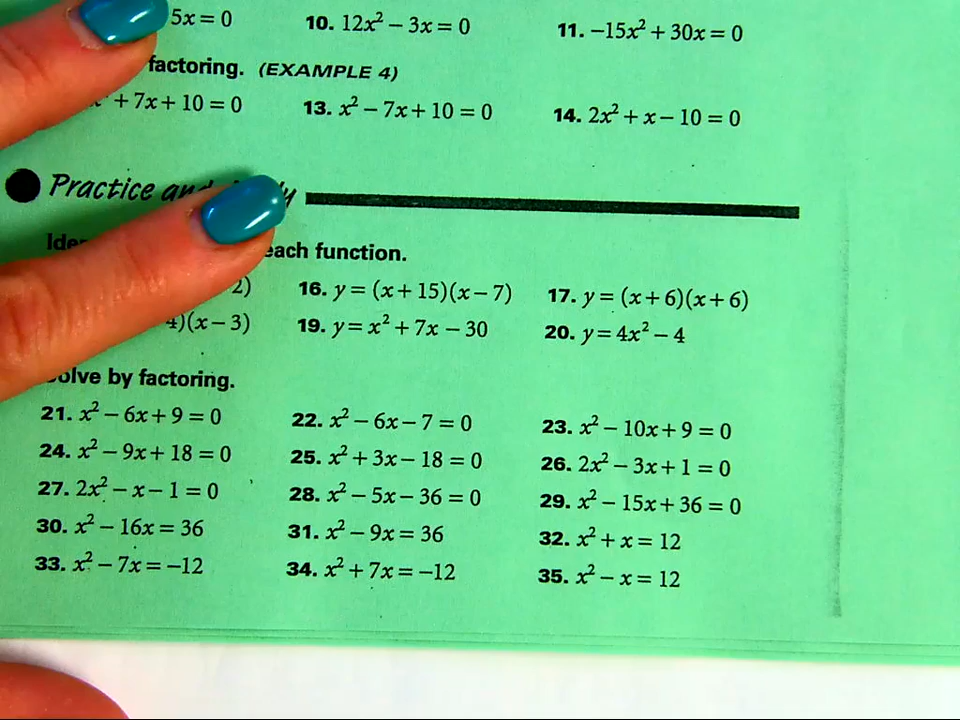 5x = 0 10. 12x² − 3x = 0 11. −15x² + 30x = 0
factoring. (EXAMPLE 4)
+ 7x + 10 = 0 13. x² − 7x + 10 = 0 14. 2x² + x − 10 = 0
Practice and
each function.
2) 16. y = (x + 15)(x − 7) 17. y = (x + 6)(x + 6)
4)(x − 3) 19. y = x² + 7x − 30 20. y = 4x² − 4
Solve by factoring.
21. x² − 6x + 9 = 0 22. x² − 6x − 7 = 0 23. x² − 10x + 9 = 0
24. x² − 9x + 18 = 0 25. x² + 3x − 18 = 0 26. 2x² − 3x + 1 = 0
27. 2x² − x − 1 = 0 28. x² − 5x − 36 = 0 29. x² − 15x + 36 = 0
30. x² − 16x = 36 31. x² − 9x = 36 32. x² + x = 12
33. x² − 7x = −12 34. x² + 7x = −12 35. x² − x = 12